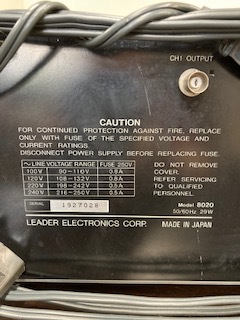 CH1 OUTPUT
CAUTION
FOR CONTINUED PROTECTION AGAINST FIRE, REPLACE
ONLY WITH FUSE OF THE SPECIFIED VOLTAGE AND
CURRENT RATINGS.
DISCONNECT POWER SUPPLY BEFORE REPLACING FUSE.
~ LINE VOLTAGE RANGE FUSE 250V
100V 90–110V 0.8A
120V 108–132V 0.8A
220V 198–242V 0.5A
240V 216–250V 0.5A
DO NOT REMOVE
COVER.
REFER SERVICING
TO QUALIFIED
PERSONNEL.
SERIAL 1927028
Model 8020
50/60Hz 29W
LEADER ELECTRONICS CORP. MADE IN JAPAN